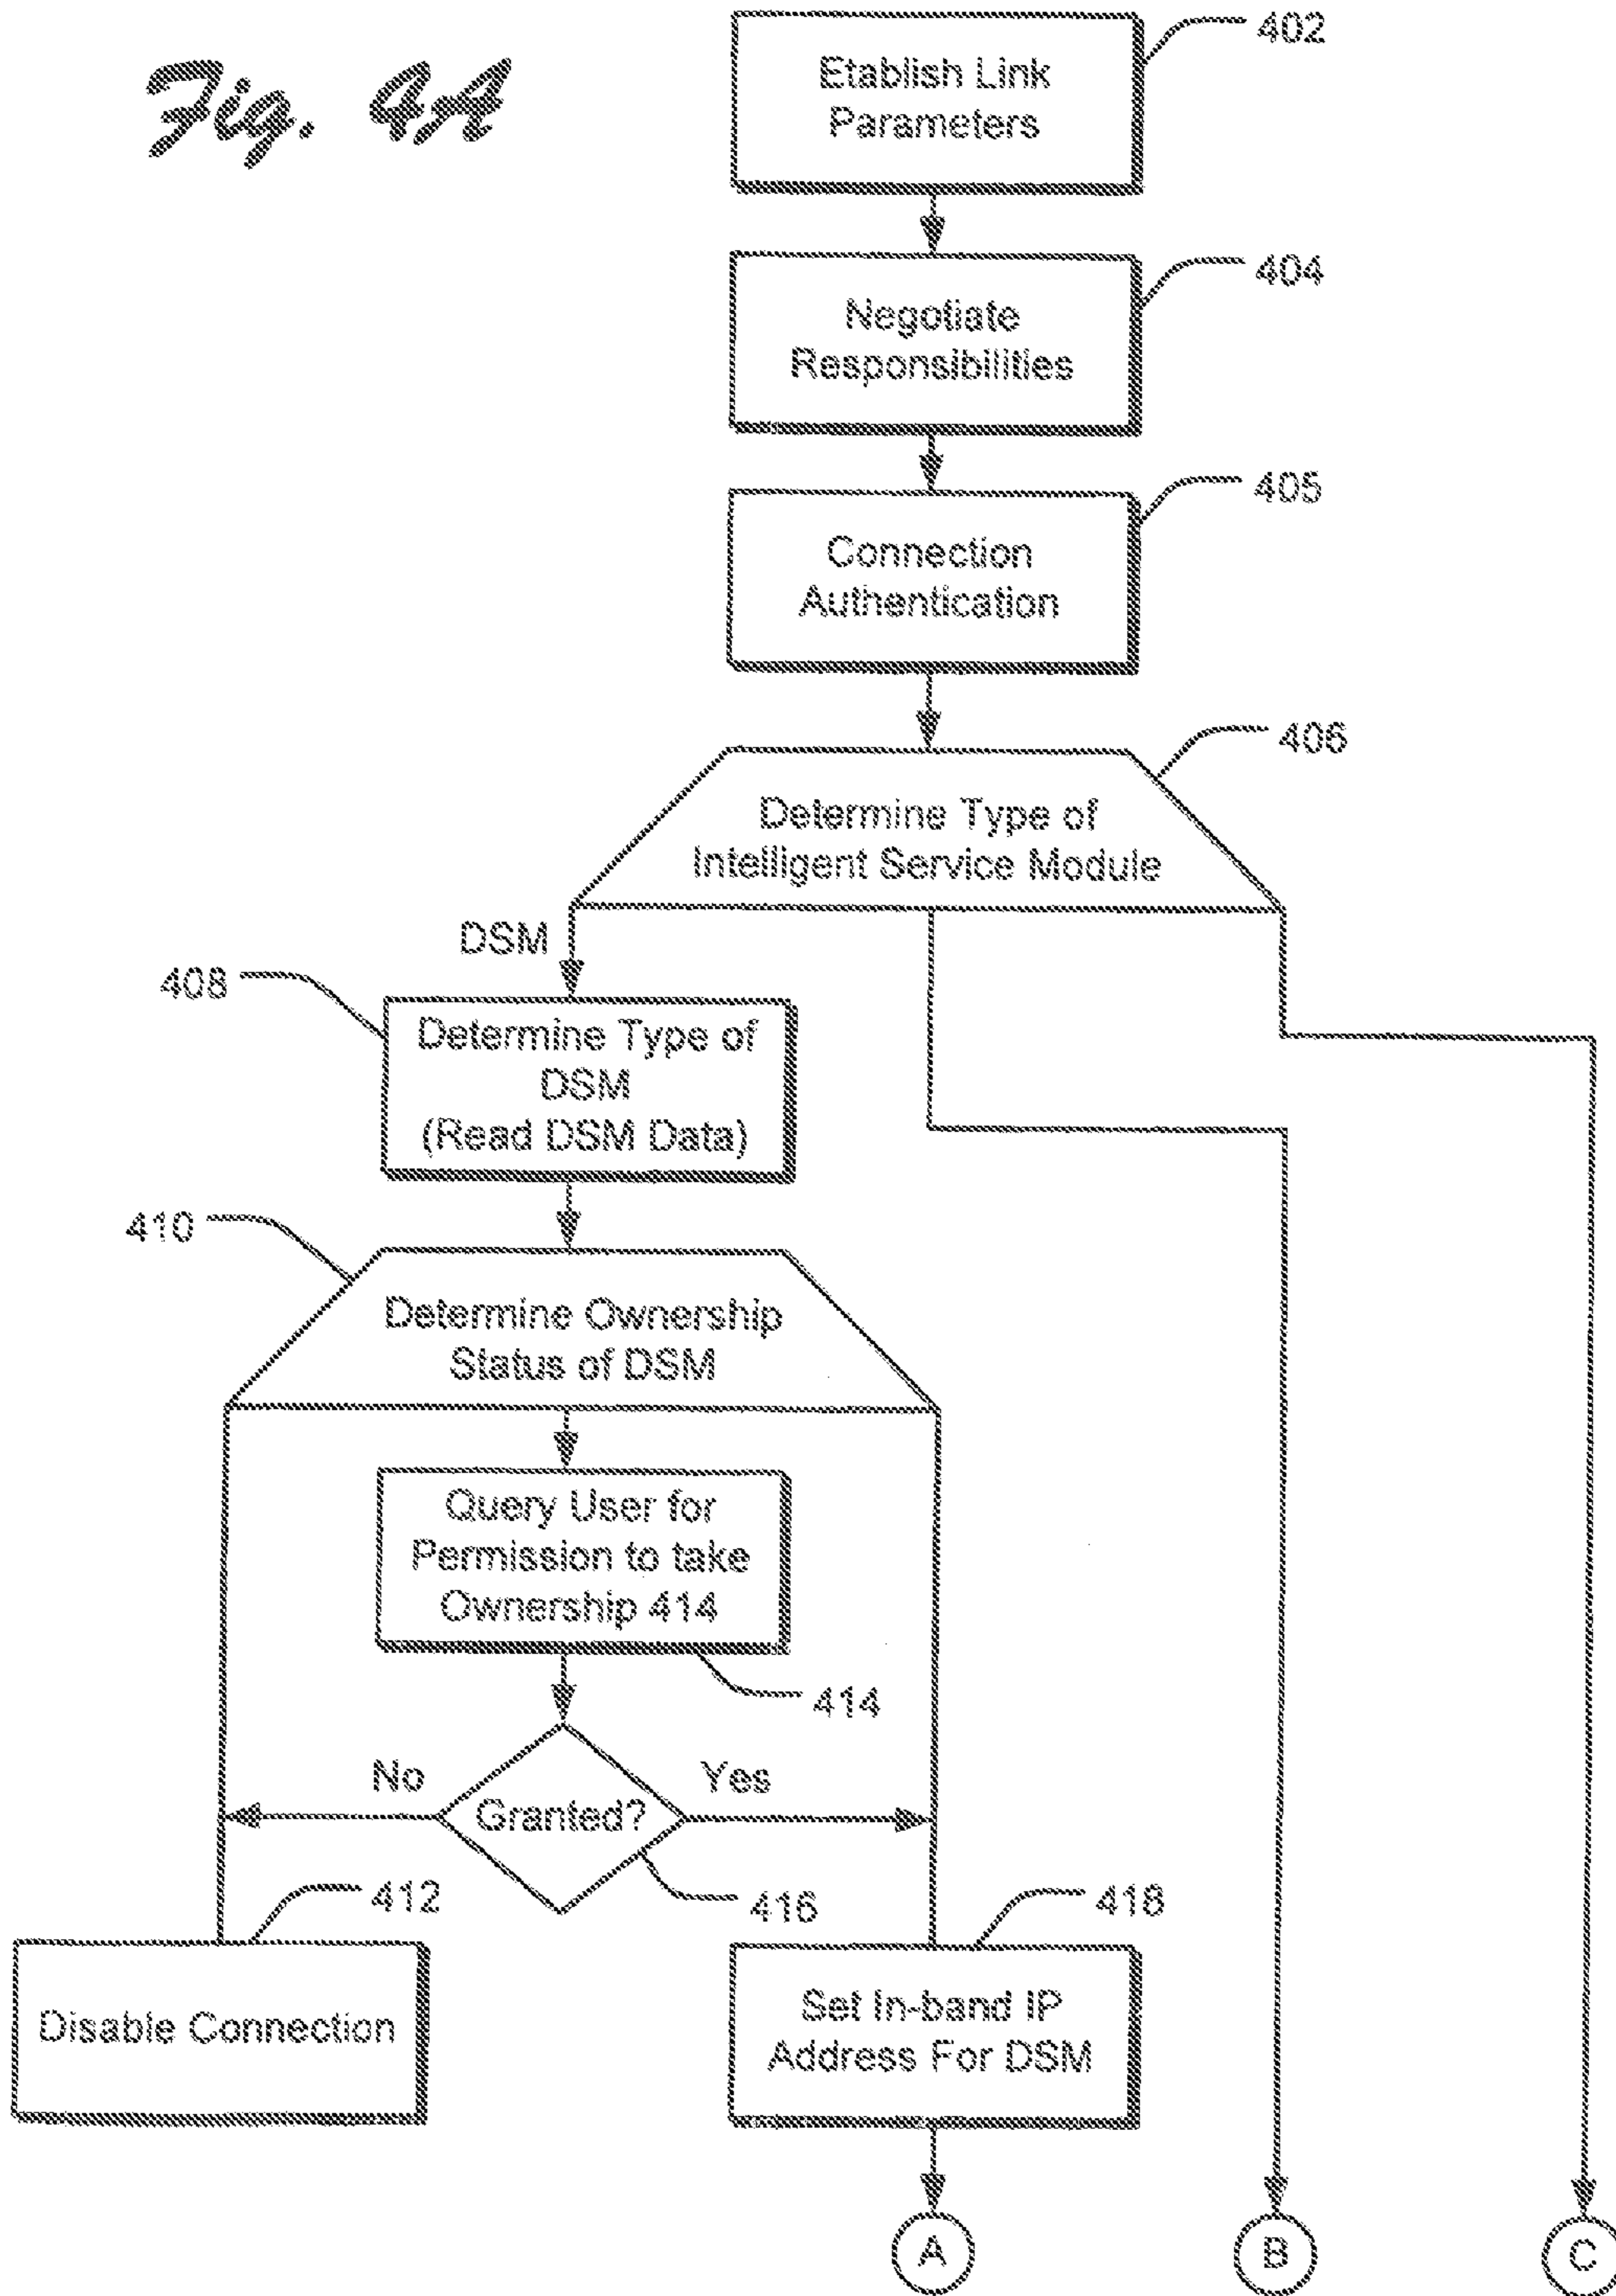 Fig. 4A
402
Etablish Link
Parameters
404
Negotiate
Responsibilities
405
Connection
Authentication
406
Determine Type of
Intelligent Service Module
DSM
408
Determine Type of
DSM
(Read DSM Data)
410
Determine Ownership
Status of DSM
Query User for
Permission to take
Ownership 414
414
No
Yes
Granted?
416
412
418
Disable Connection
Set In-band IP
Address For DSM
A
B
C